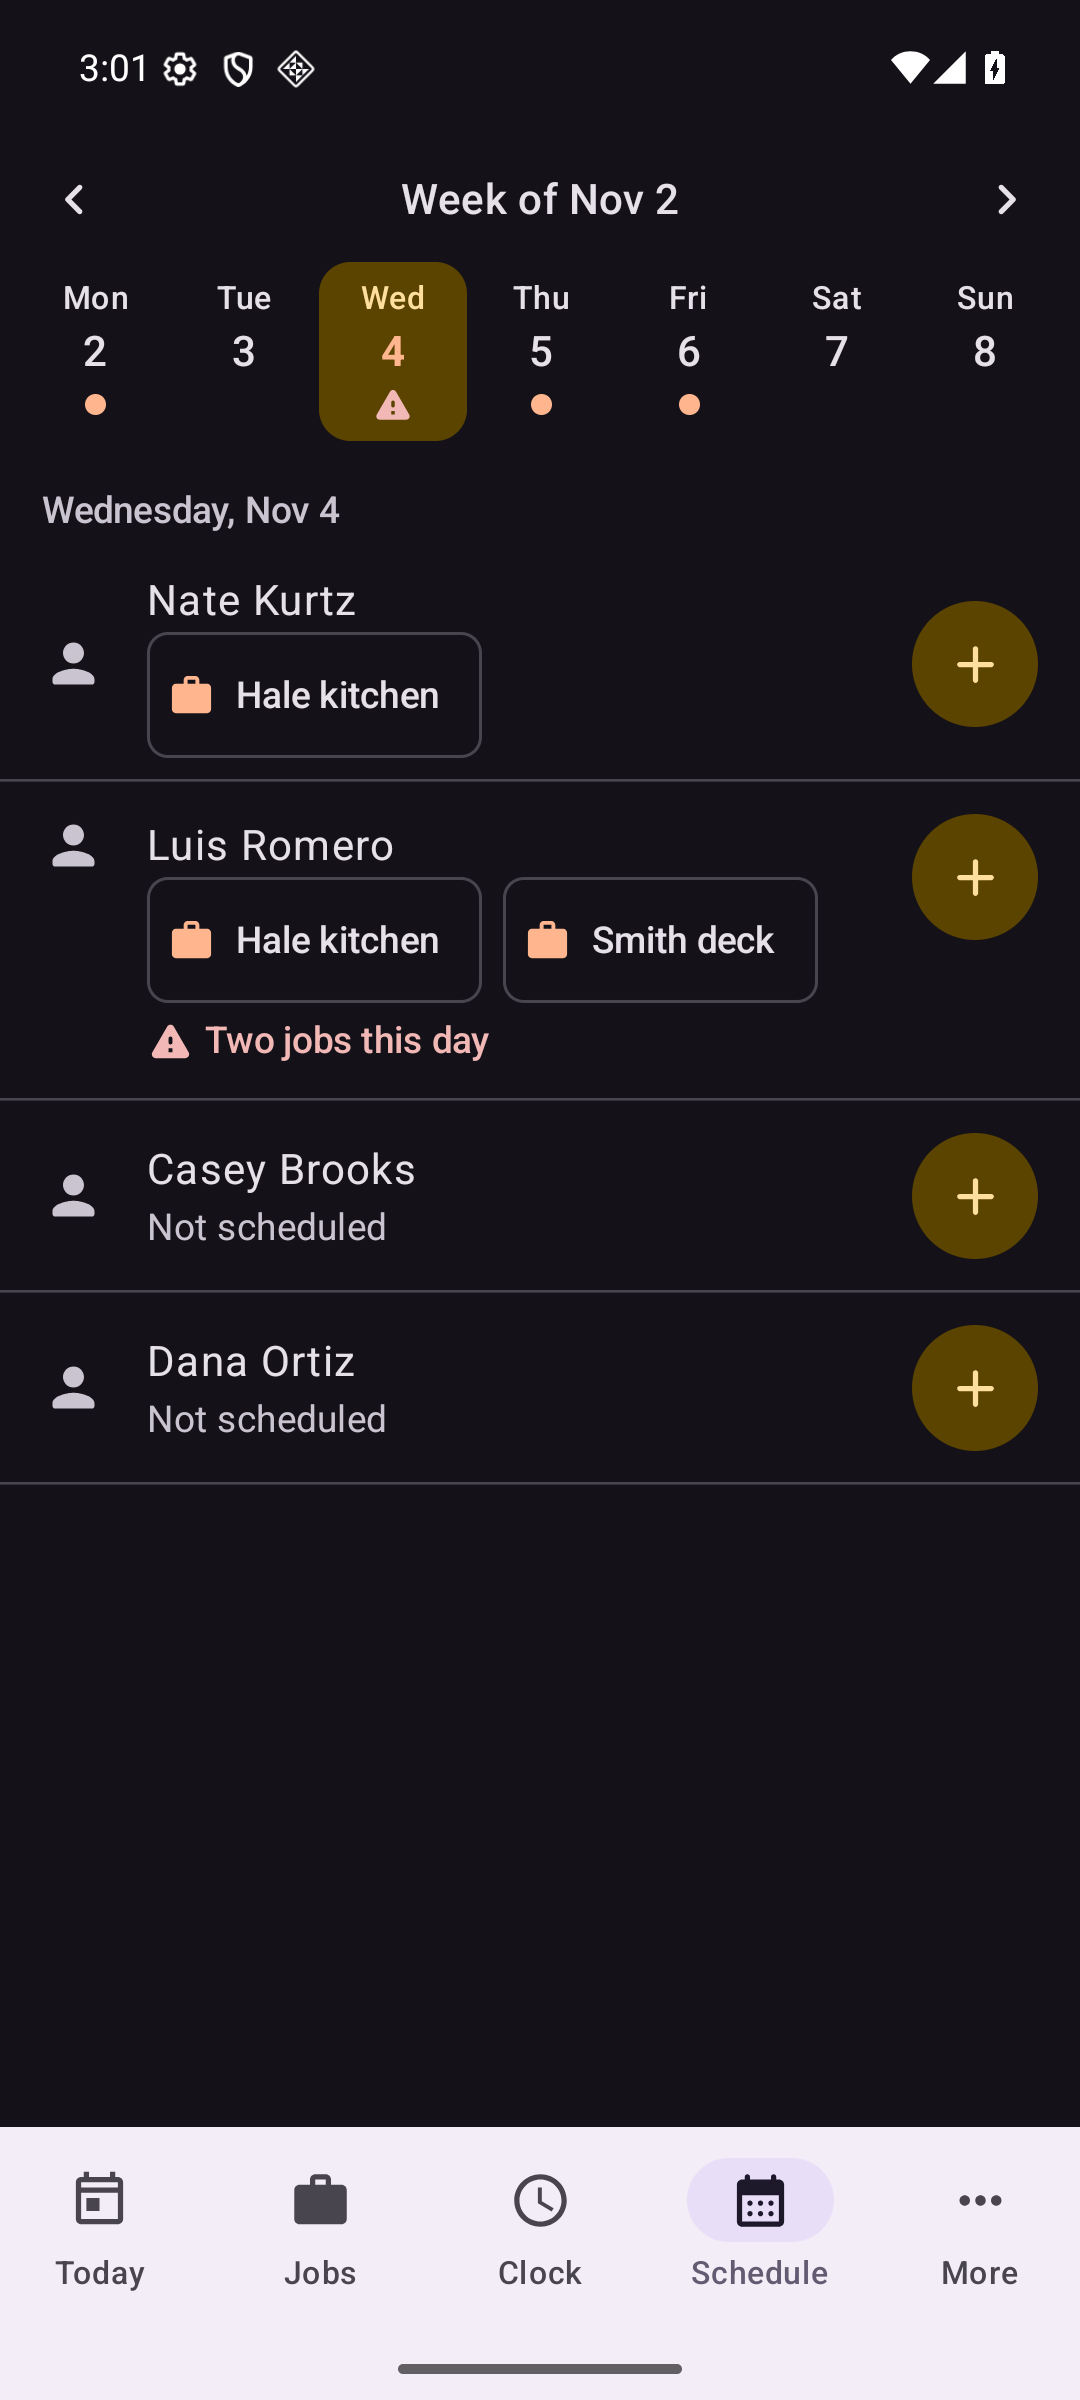 3:01
Week of Nov 2
Mon Tue Wed Thu Fri Sat Sun
2 3 4 5 6 7 8
Wednesday, Nov 4
Nate Kurtz
Hale kitchen
Luis Romero
Hale kitchen Smith deck
Two jobs this day
Casey Brooks
Not scheduled
Dana Ortiz
Not scheduled
Today Jobs Clock Schedule More